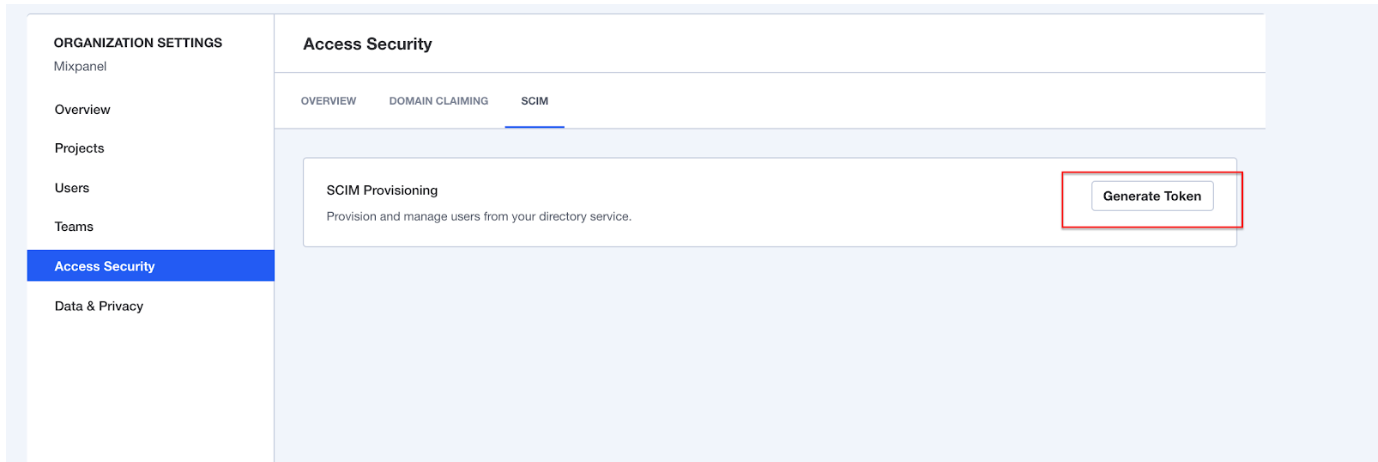 ORGANIZATION SETTINGS
Mixpanel
Overview
Projects
Users
Teams
Access Security
Data & Privacy
Access Security
OVERVIEW DOMAIN CLAIMING SCIM
SCIM Provisioning
Provision and manage users from your directory service.
Generate Token